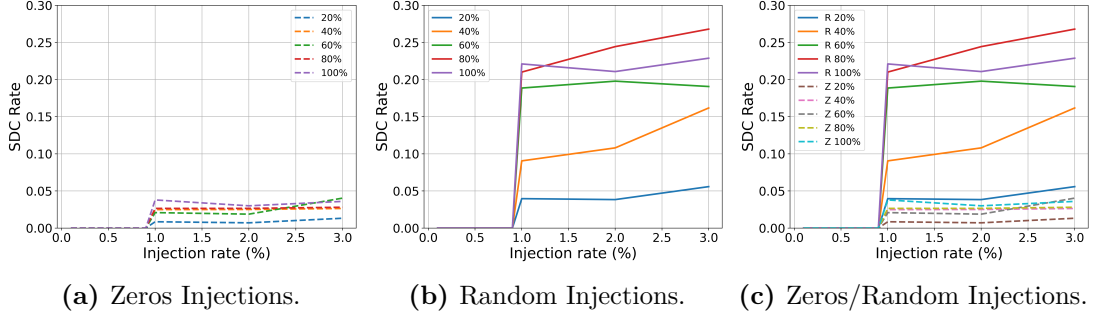 0.30
0.25
0.20
0.15
0.10
0.05
0.00
SDC Rate
20%
40%
60%
80%
100%
0.0 0.5 1.0 1.5 2.0 2.5 3.0
Injection rate (%)
(a) Zeros Injections.
0.30
0.25
0.20
0.15
0.10
0.05
0.00
SDC Rate
20%
40%
60%
80%
100%
0.0 0.5 1.0 1.5 2.0 2.5 3.0
Injection rate (%)
(b) Random Injections.
0.30
0.25
0.20
0.15
0.10
0.05
0.00
SDC Rate
R 20%
R 40%
R 60%
R 80%
R 100%
Z 20%
Z 40%
Z 60%
Z 80%
Z 100%
0.0 0.5 1.0 1.5 2.0 2.5 3.0
Injection rate (%)
(c) Zeros/Random Injections.